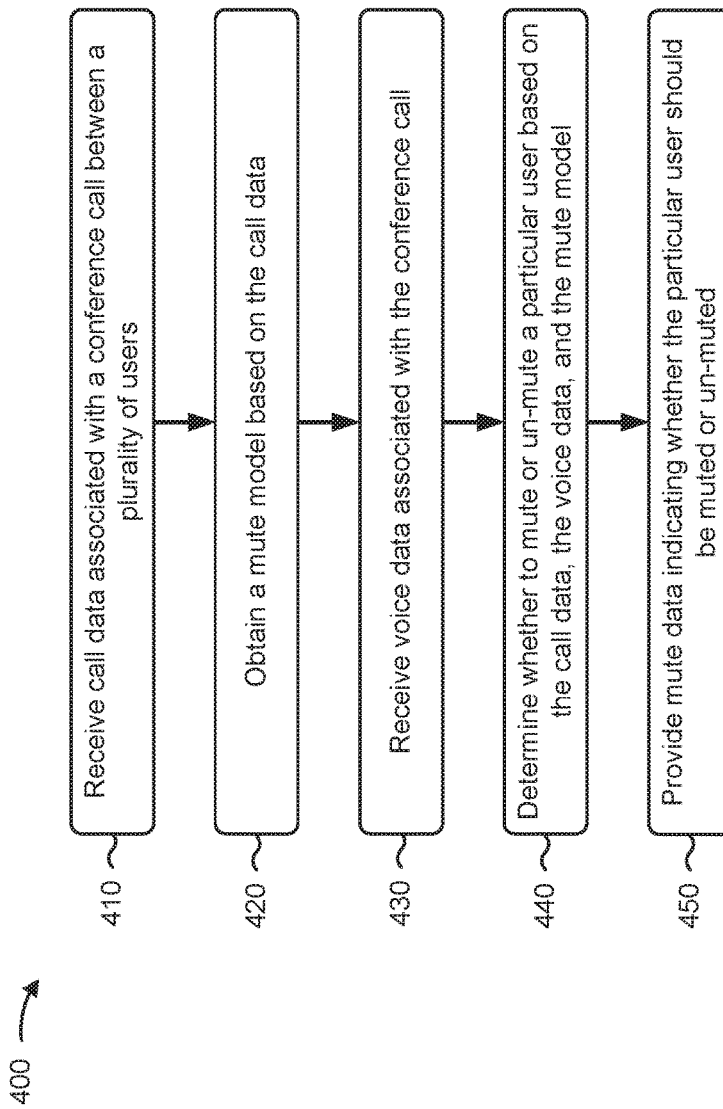 400
410
Receive call data associated with a conference call between a
plurality of users
420
Obtain a mute model based on the call data
430
Receive voice data associated with the conference call
440
Determine whether to mute or un-mute a particular user based on
the call data, the voice data, and the mute model
450
Provide mute data indicating whether the particular user should
be muted or un-muted